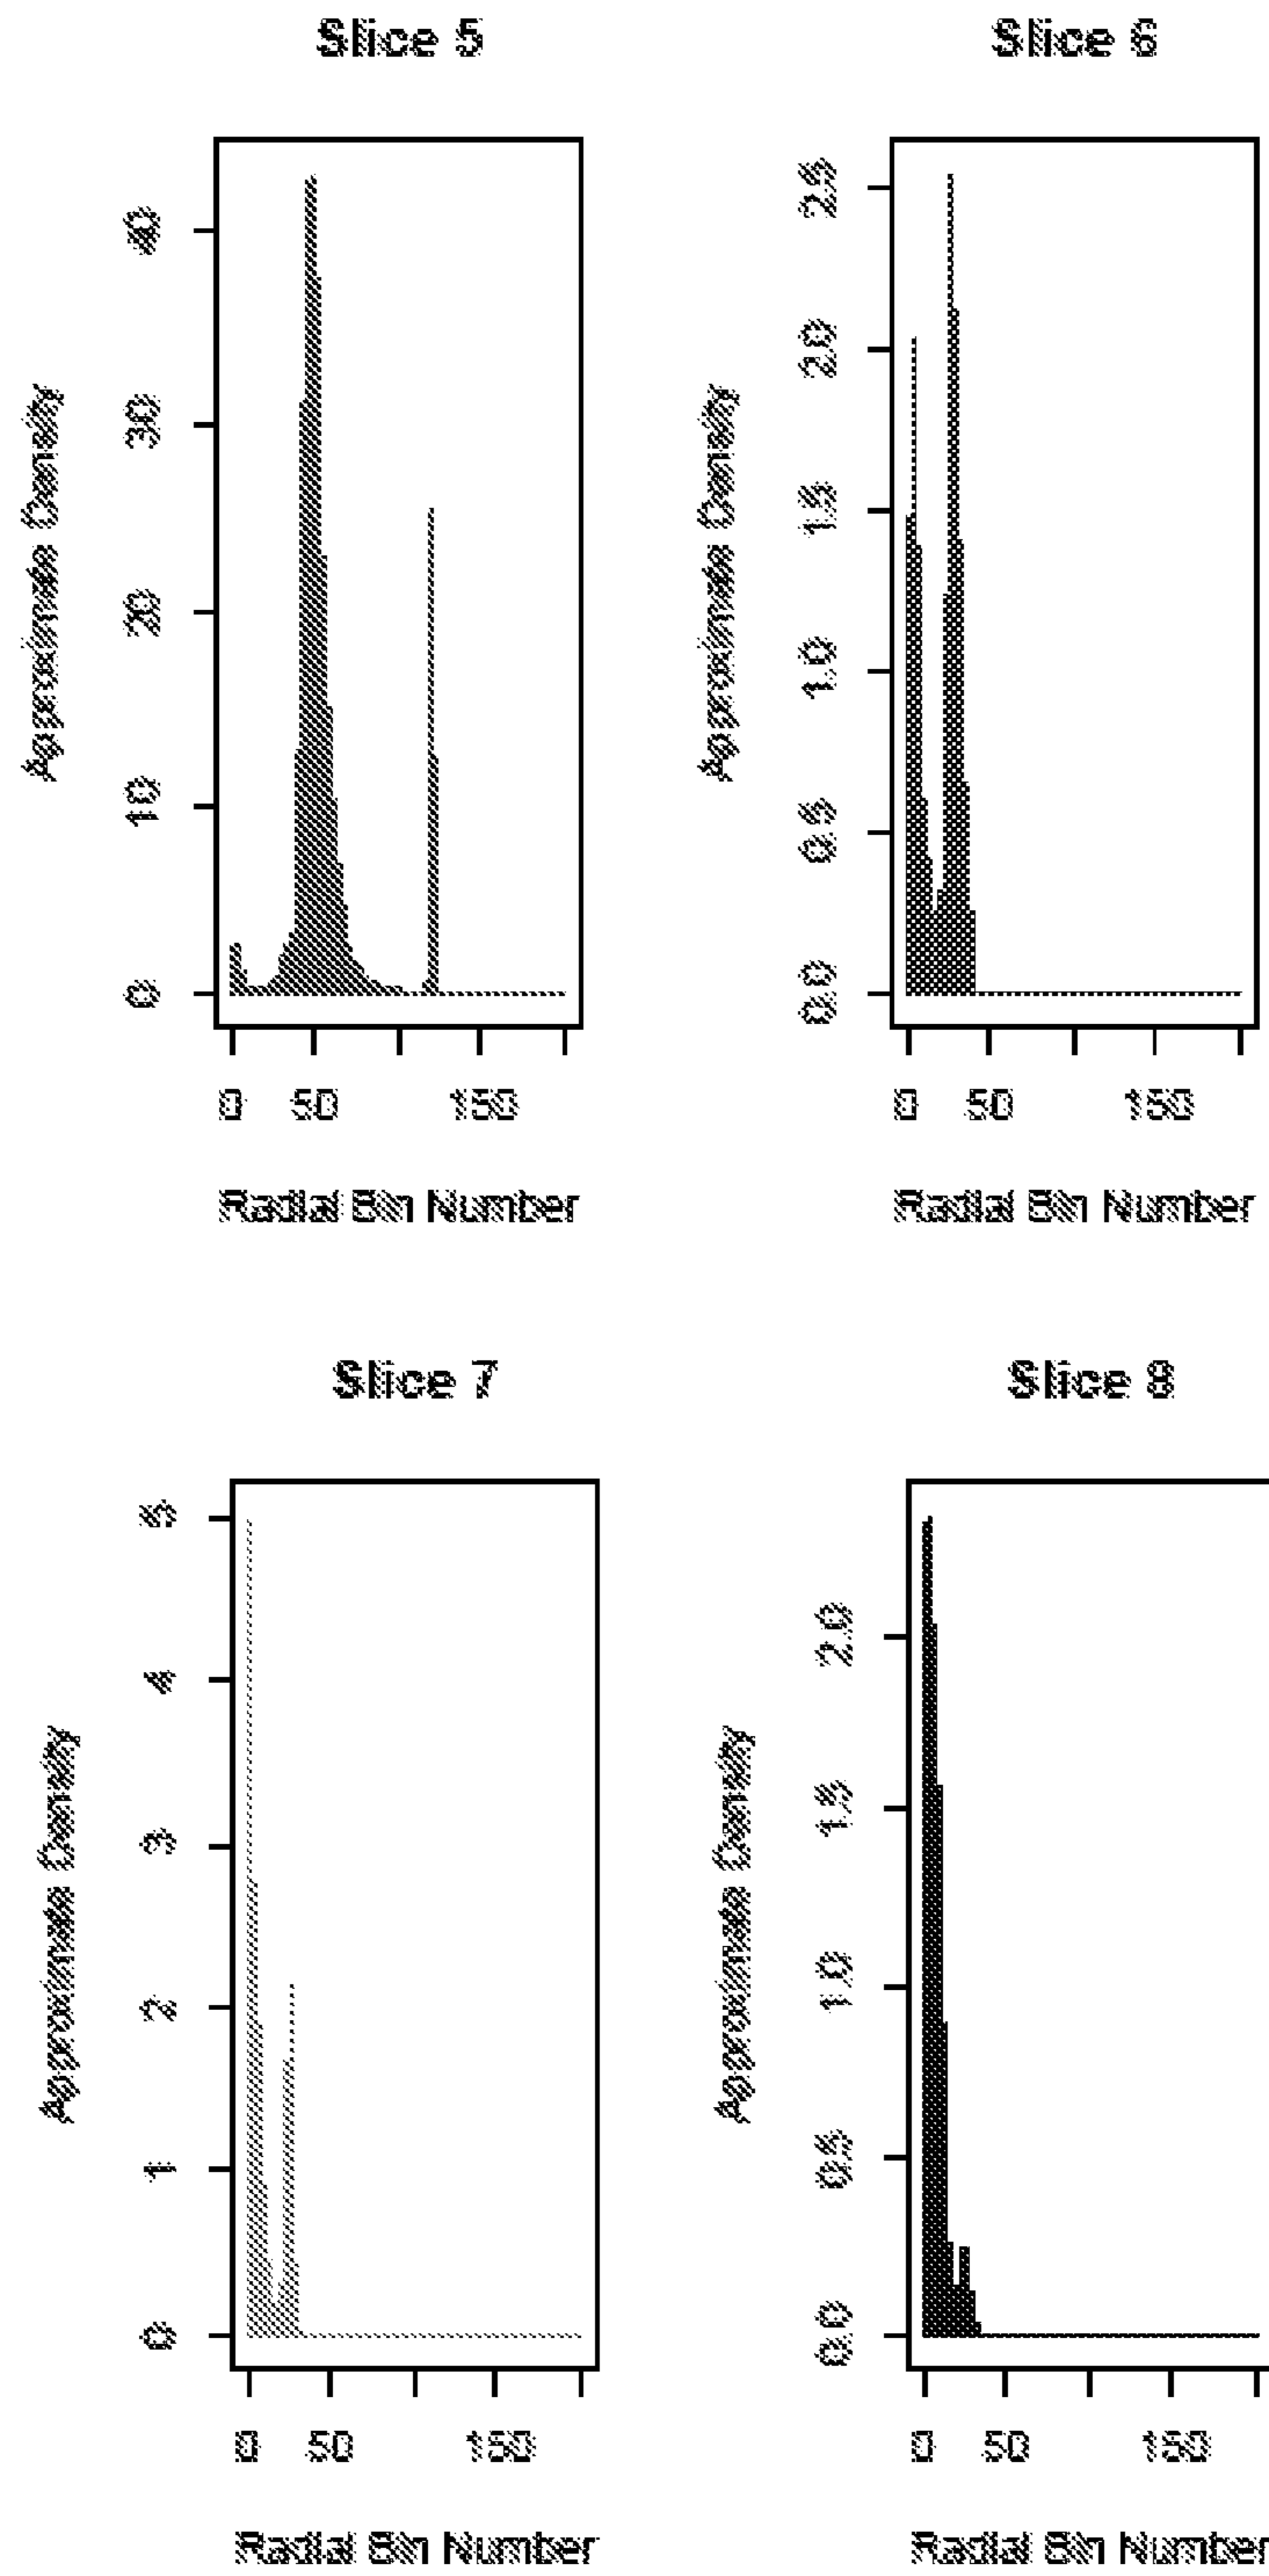 Slice 5
Approximate Density
40
30
20
10
0
0 50 150
Radial Bin Number
Slice 6
Approximate Density
2.5
2.0
1.5
1.0
0.5
0.0
0 50 150
Radial Bin Number
Slice 7
Approximate Density
5
4
3
2
1
0
0 50 150
Radial Bin Number
Slice 8
Approximate Density
2.0
1.5
1.0
0.5
0.0
0 50 150
Radial Bin Number